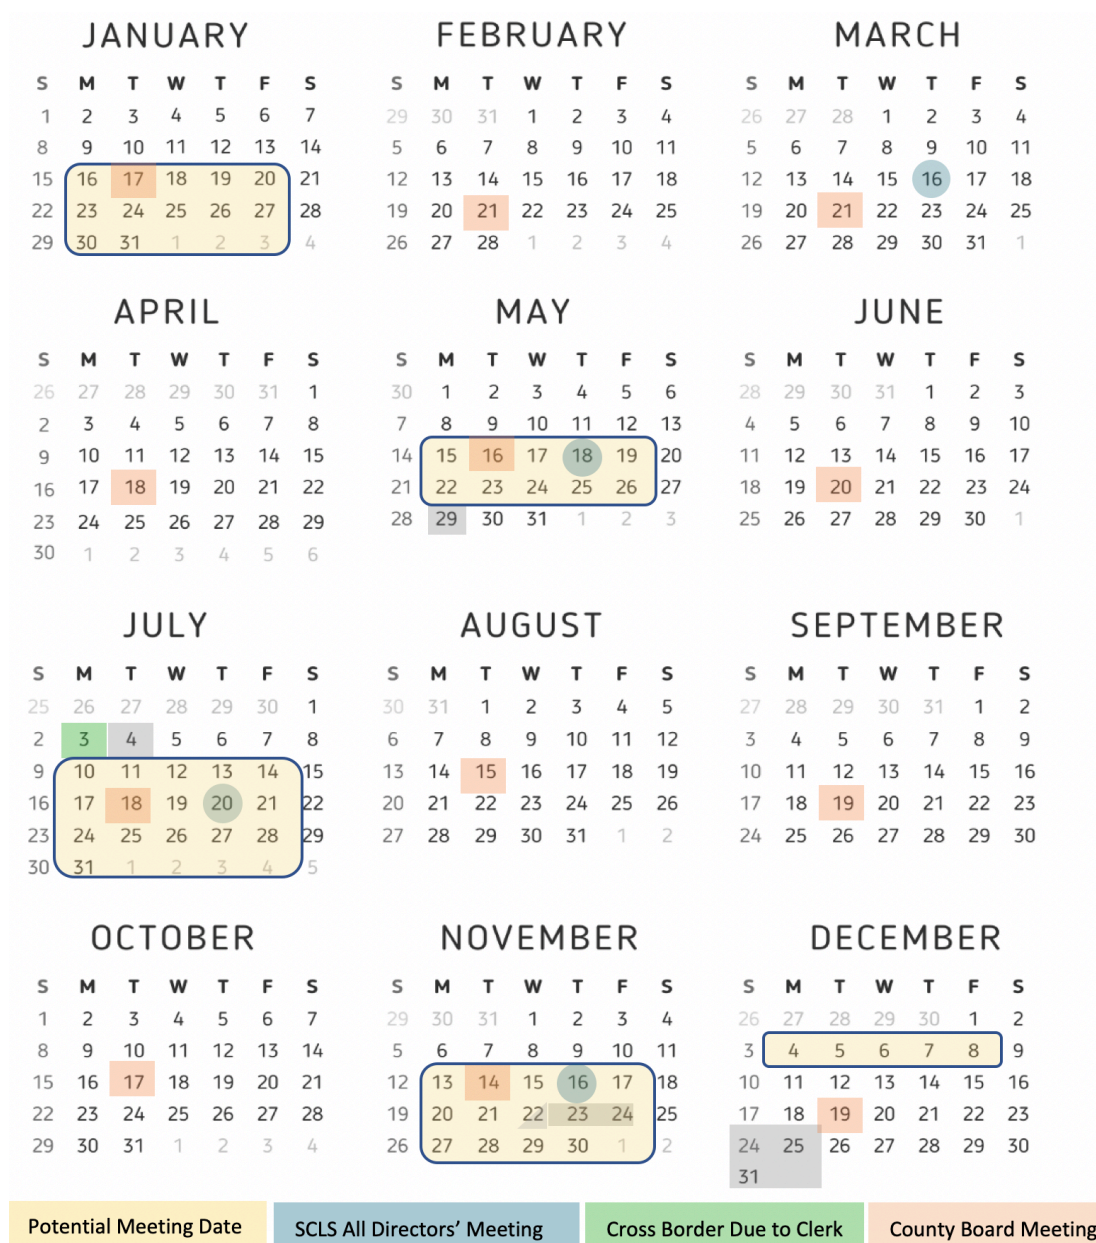 JANUARY FEBRUARY MARCH
S M T W T F S S M T W T F S S M T W T F S
1 2 3 4 5 6 7 29 30 31 1 2 3 4 26 27 28 1 2 3 4
8 9 10 11 12 13 14 5 6 7 8 9 10 11 5 6 7 8 9 10 11
15 16 17 18 19 20 21 12 13 14 15 16 17 18 12 13 14 15 16 17 18
22 23 24 25 26 27 28 19 20 21 22 23 24 25 19 20 21 22 23 24 25
29 30 31 1 2 3 4 26 27 28 1 2 3 4 26 27 28 29 30 31 1
APRIL MAY JUNE
S M T W T F S S M T W T F S S M T W T F S
26 27 28 29 30 31 1 30 1 2 3 4 5 6 28 29 30 31 1 2 3
2 3 4 5 6 7 8 7 8 9 10 11 12 13 4 5 6 7 8 9 10
9 10 11 12 13 14 15 14 15 16 17 18 19 20 11 12 13 14 15 16 17
16 17 18 19 20 21 22 21 22 23 24 25 26 27 18 19 20 21 22 23 24
23 24 25 26 27 28 29 28 29 30 31 1 2 3 25 26 27 28 29 30 1
30 1 2 3 4 5 6
JULY AUGUST SEPTEMBER
S M T W T F S S M T W T F S S M T W T F S
25 26 27 28 29 30 1 30 31 1 2 3 4 5 27 28 29 30 31 1 2
2 3 4 5 6 7 8 6 7 8 9 10 11 12 3 4 5 6 7 8 9
9 10 11 12 13 14 15 13 14 15 16 17 18 19 10 11 12 13 14 15 16
16 17 18 19 20 21 22 20 21 22 23 24 25 26 17 18 19 20 21 22 23
23 24 25 26 27 28 29 27 28 29 30 31 1 2 24 25 26 27 28 29 30
30 31 1 2 3 4 5
OCTOBER NOVEMBER DECEMBER
S M T W T F S S M T W T F S S M T W T F S
1 2 3 4 5 6 7 29 30 31 1 2 3 4 26 27 28 29 30 1 2
8 9 10 11 12 13 14 5 6 7 8 9 10 11 3 4 5 6 7 8 9
15 16 17 18 19 20 21 12 13 14 15 16 17 18 10 11 12 13 14 15 16
22 23 24 25 26 27 28 19 20 21 22 23 24 25 17 18 19 20 21 22 23
29 30 31 1 2 3 4 26 27 28 29 30 1 2 24 25 26 27 28 29 30
31
Potential Meeting Date SCLS All Directors’ Meeting Cross Border Due to Clerk County Board Meeting